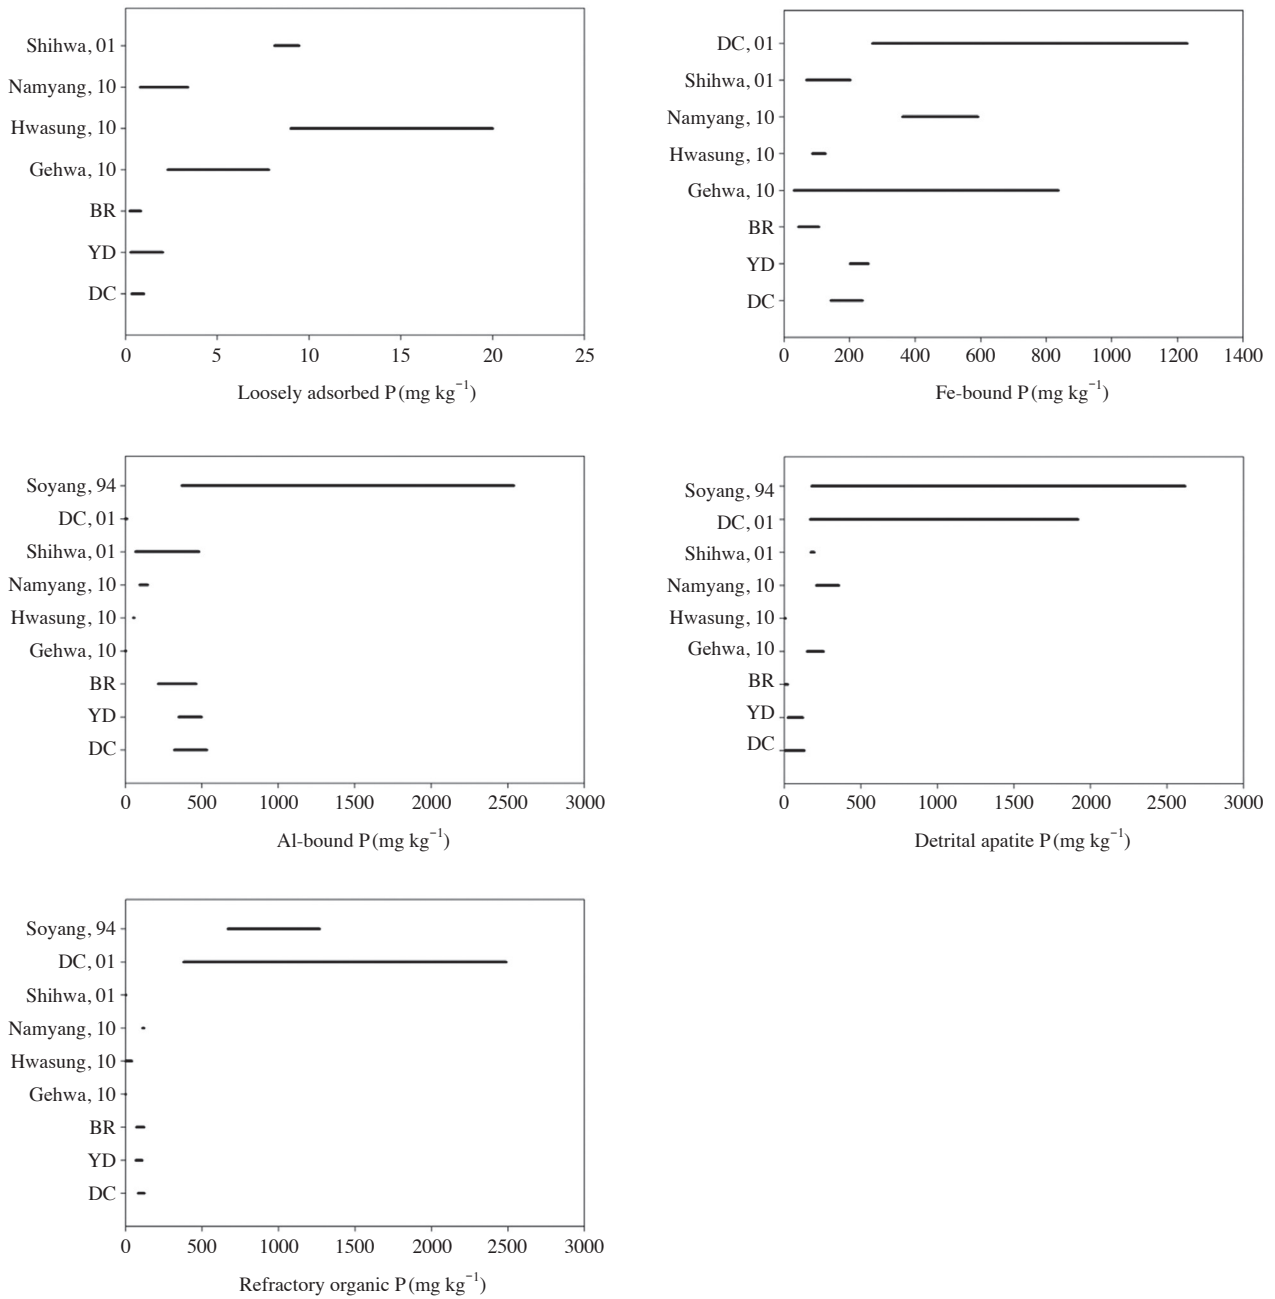 Shihwa, 01
Namyang, 10
Hwasung, 10
Gehwa, 10
BR
YD
DC
0 5 10 15 20 25
Loosely adsorbed P (mg kg⁻¹)
DC, 01
Shihwa, 01
Namyang, 10
Hwasung, 10
Gehwa, 10
BR
YD
DC
0 200 400 600 800 1000 1200 1400
Fe-bound P (mg kg⁻¹)
Soyang, 94
DC, 01
Shihwa, 01
Namyang, 10
Hwasung, 10
Gehwa, 10
BR
YD
DC
0 500 1000 1500 2000 2500 3000
Al-bound P (mg kg⁻¹)
Soyang, 94
DC, 01
Shihwa, 01
Namyang, 10
Hwasung, 10
Gehwa, 10
BR
YD
DC
0 500 1000 1500 2000 2500 3000
Detrital apatite P (mg kg⁻¹)
Soyang, 94
DC, 01
Shihwa, 01
Namyang, 10
Hwasung, 10
Gehwa, 10
BR
YD
DC
0 500 1000 1500 2000 2500 3000
Refractory organic P (mg kg⁻¹)